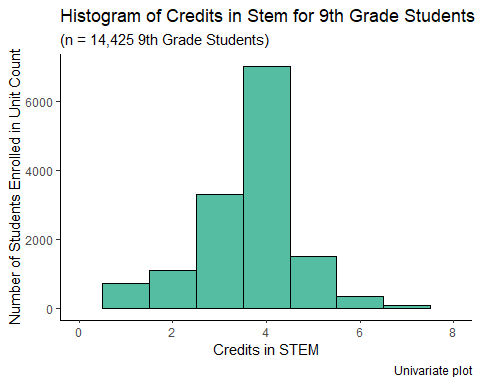 Histogram of Credits in Stem for 9th Grade Students
(n = 14,425 9th Grade Students)
Number of Students Enrolled in Unit Count
6000
4000
2000
0
0 2 4 6 8
Credits in STEM
Univariate plot